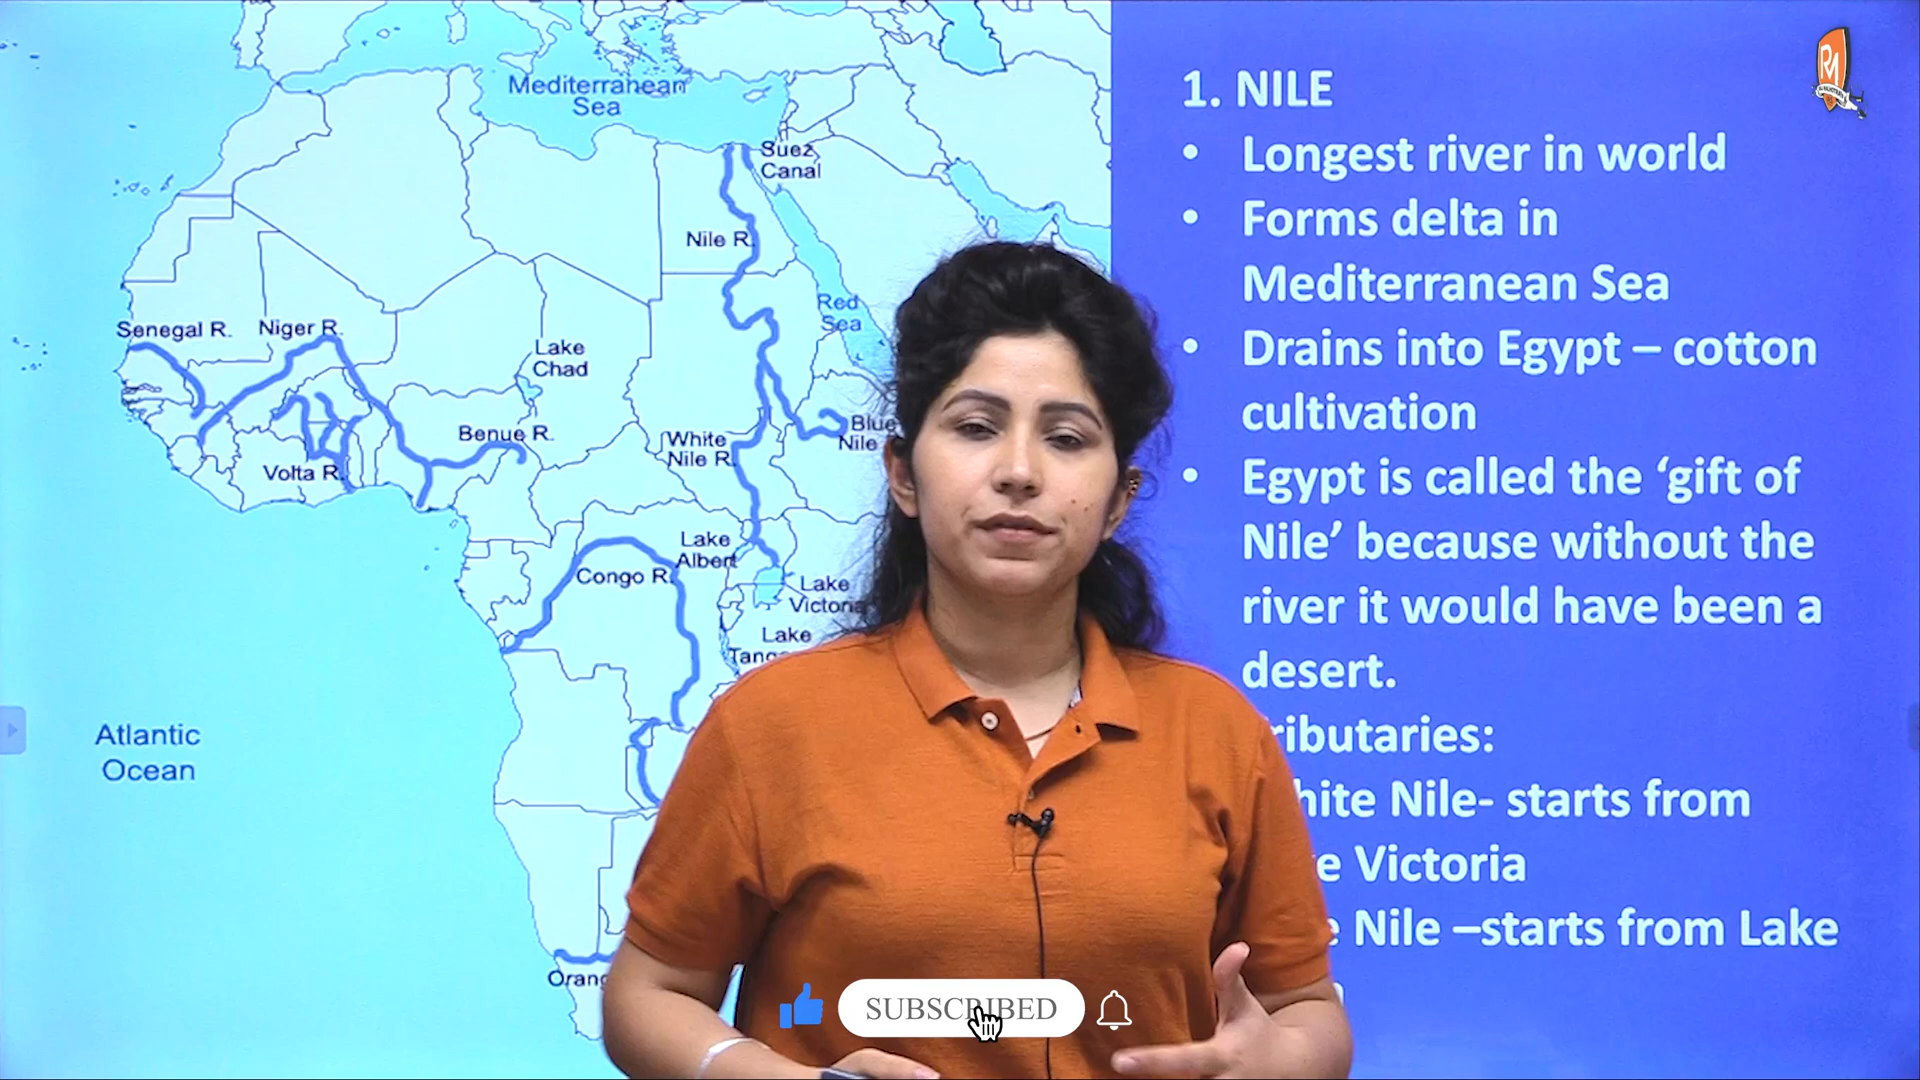 Mediterranean
Sea
Suez
Canal
Nile R.
Red
Sea
Senegal R.
Niger R.
Lake
Chad
Blue
Nile
White
Nile R.
Benue R.
Volta R.
Lake
Albert
Congo R.
Lake
Victoria
Lake
Atlantic
Ocean
1. NILE
• Longest river in world
• Forms delta in
Mediterranean Sea
• Drains into Egypt – cotton
cultivation
• Egypt is called the ‘gift of
Nile’ because without the
river it would have been a
desert.
ributaries:
hite Nile- starts from
e Victoria
e Nile –starts from Lake
SUBSCRIBED
RM